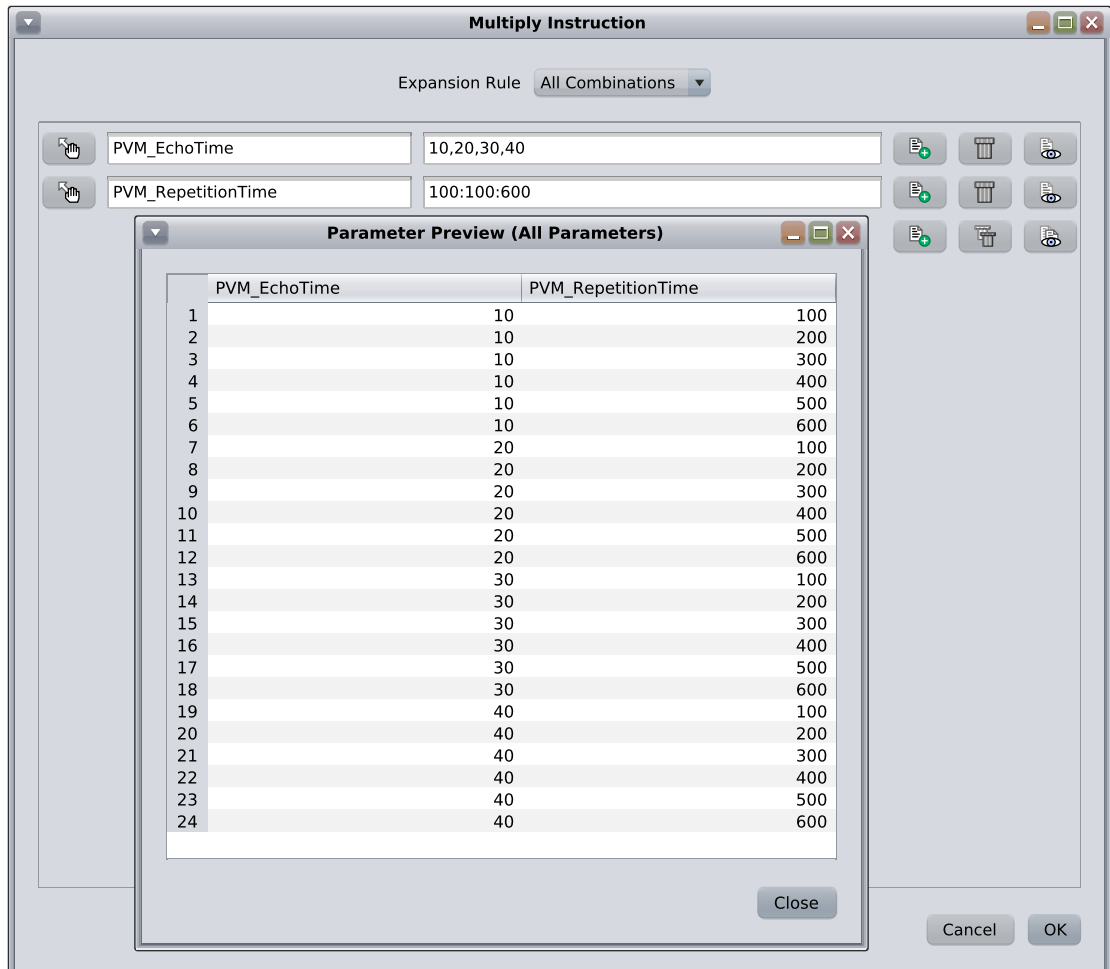 Multiply Instruction
Expansion Rule All Combinations
PVM_EchoTime 10,20,30,40
PVM_RepetitionTime 100:100:600
Parameter Preview (All Parameters)
PVM_EchoTime PVM_RepetitionTime
1 10 100
2 10 200
3 10 300
4 10 400
5 10 500
6 10 600
7 20 100
8 20 200
9 20 300
10 20 400
11 20 500
12 20 600
13 30 100
14 30 200
15 30 300
16 30 400
17 30 500
18 30 600
19 40 100
20 40 200
21 40 300
22 40 400
23 40 500
24 40 600
Close
Cancel OK